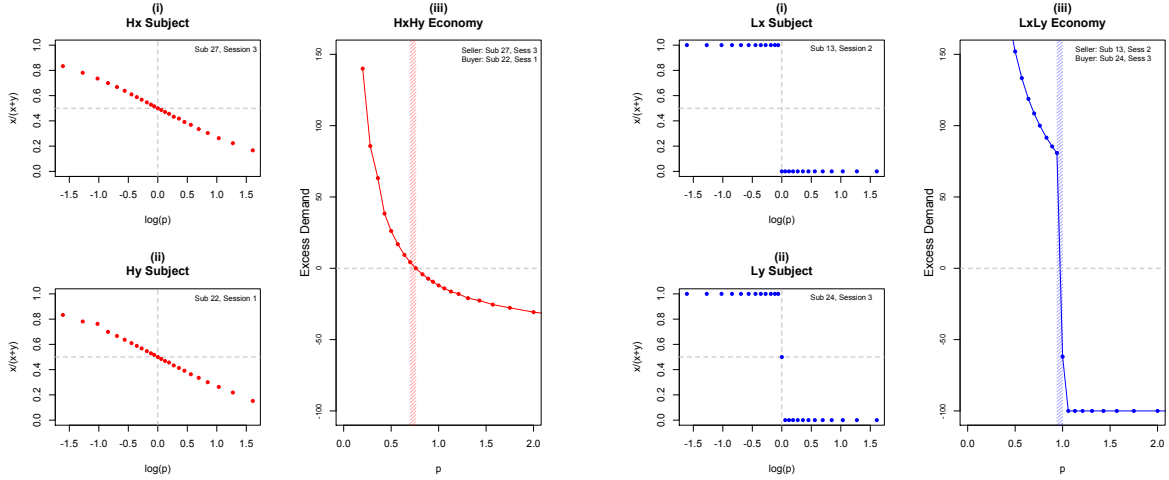 (i)
Hx Subject
Sub 27, Session 3
x/(x+y)
0.0 0.2 0.4 0.6 0.8 1.0
-1.5 -1.0 -0.5 0.0 0.5 1.0 1.5
log(p)
(ii)
Hy Subject
Sub 22, Session 1
x/(x+y)
0.0 0.2 0.4 0.6 0.8 1.0
-1.5 -1.0 -0.5 0.0 0.5 1.0 1.5
log(p)
(iii)
HxHy Economy
Seller: Sub 27, Sess 3
Buyer: Sub 22, Sess 1
Excess Demand
-100 -50 0 50 100 150
0.0 0.5 1.0 1.5 2.0
p
(i)
Lx Subject
Sub 13, Session 2
x/(x+y)
0.0 0.2 0.4 0.6 0.8 1.0
-1.5 -1.0 -0.5 0.0 0.5 1.0 1.5
log(p)
(ii)
Ly Subject
Sub 24, Session 3
x/(x+y)
0.0 0.2 0.4 0.6 0.8 1.0
-1.5 -1.0 -0.5 0.0 0.5 1.0 1.5
log(p)
(iii)
LxLy Economy
Seller: Sub 13, Sess 2
Buyer: Sub 24, Sess 3
Excess Demand
-100 -50 0 50 100 150
0.0 0.5 1.0 1.5 2.0
p